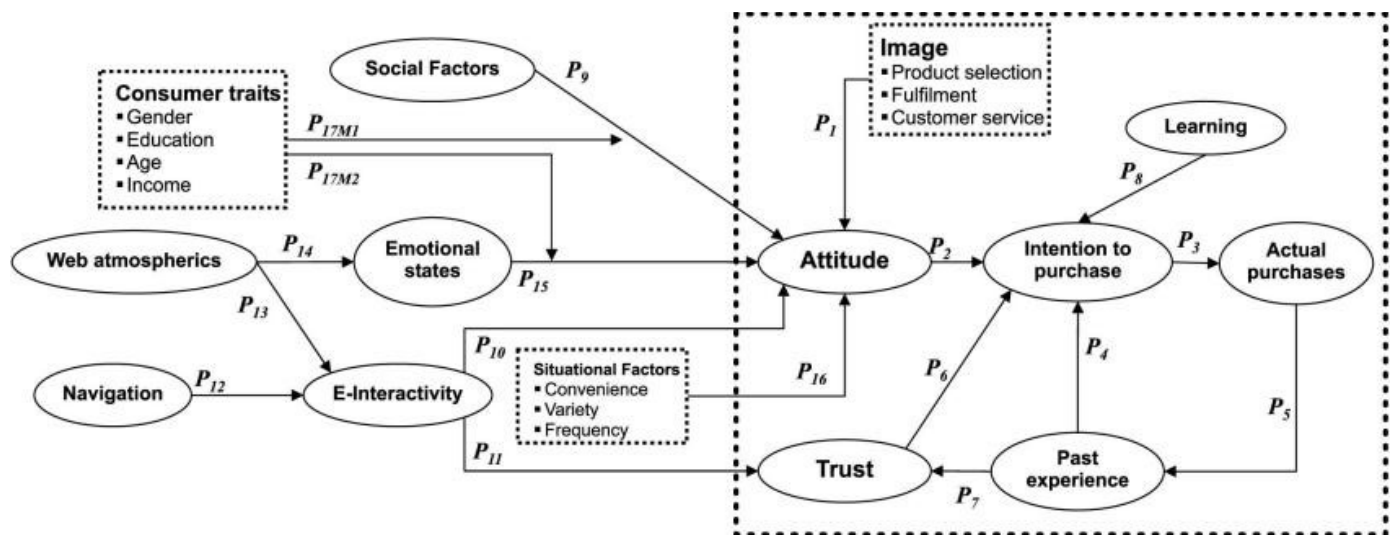 Image
▪ Product selection
▪ Fulfilment
▪ Customer service
Social Factors
P9
Consumer traits
▪ Gender
▪ Education
▪ Age
▪ Income
P17M1
P17M2
P1
Learning
P8
Web atmospherics
P14
Emotional
states
P15
Attitude
P2
Intention to
purchase
P3
Actual
purchases
P13
Navigation
P12
E-Interactivity
P10
Situational Factors
▪ Convenience
▪ Variety
▪ Frequency
P16
P6
P4
P5
P11
Trust
P7
Past
experience